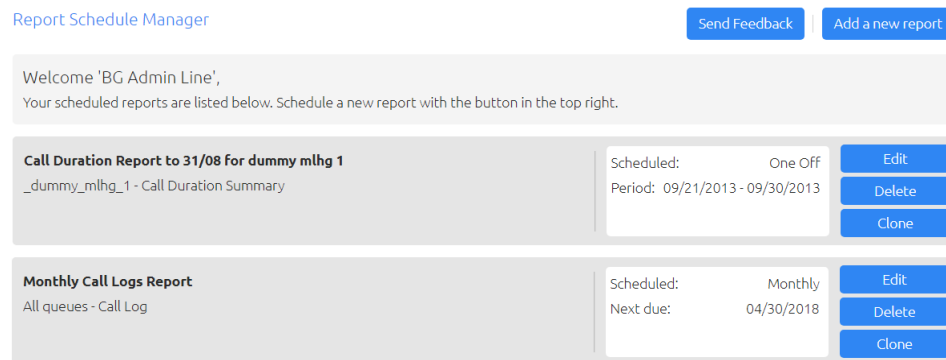 Report Schedule Manager
Send Feedback
Add a new report
Welcome 'BG Admin Line',
Your scheduled reports are listed below. Schedule a new report with the button in the top right.
Call Duration Report to 31/08 for dummy mlhg 1
_dummy_mlhg_1 - Call Duration Summary
Scheduled: One Off
Period: 09/21/2013 - 09/30/2013
Edit
Delete
Clone
Monthly Call Logs Report
All queues - Call Log
Scheduled: Monthly
Next due: 04/30/2018
Edit
Delete
Clone